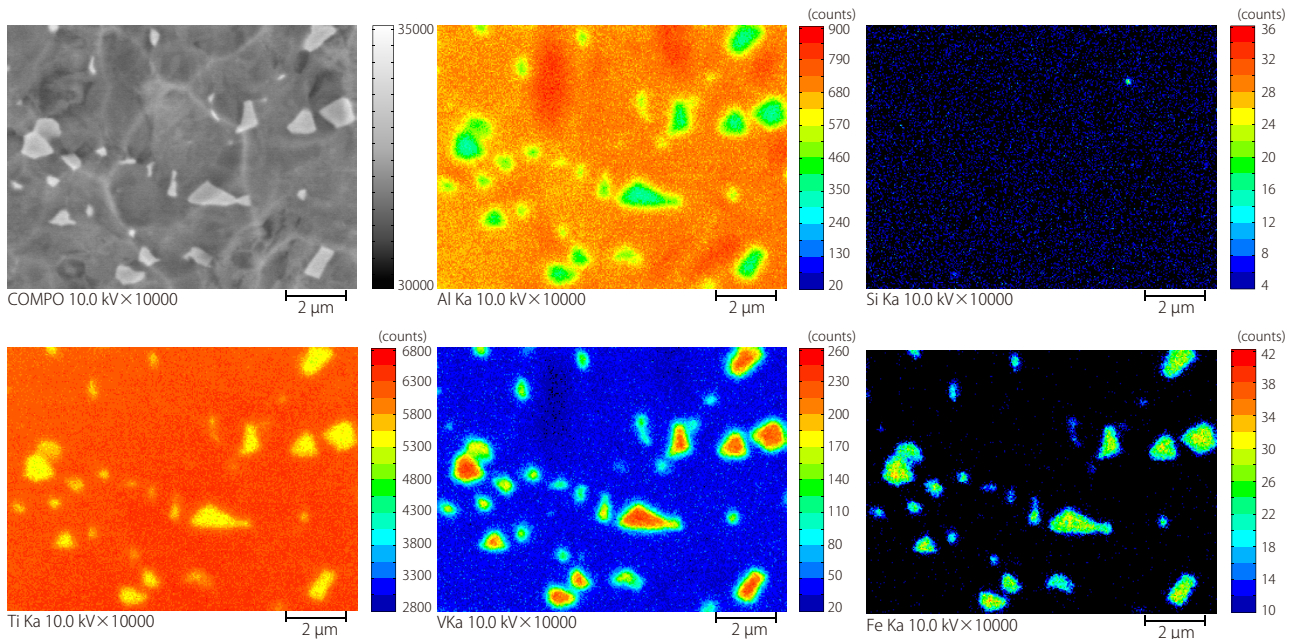 35000
30000
COMPO 10.0 kV×10000
2 μm
(counts)
900
790
680
570
460
350
240
130
20
Al Ka 10.0 kV×10000
2 μm
(counts)
36
32
28
24
20
16
12
8
4
Si Ka 10.0 kV×10000
2 μm
(counts)
6800
6300
5800
5300
4800
4300
3800
3300
2800
Ti Ka 10.0 kV×10000
2 μm
(counts)
260
230
200
170
140
110
80
50
20
VKa 10.0 kV×10000
2 μm
(counts)
42
38
34
30
26
22
18
14
10
Fe Ka 10.0 kV×10000
2 μm